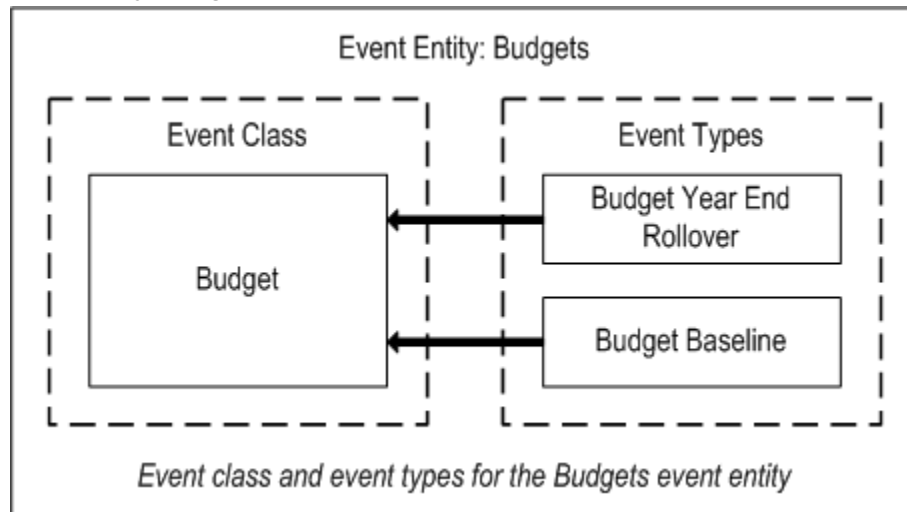 Event Entity: Budgets
Event Class
Event Types
Budget
Budget Year End
Rollover
Budget Baseline
Event class and event types for the Budgets event entity